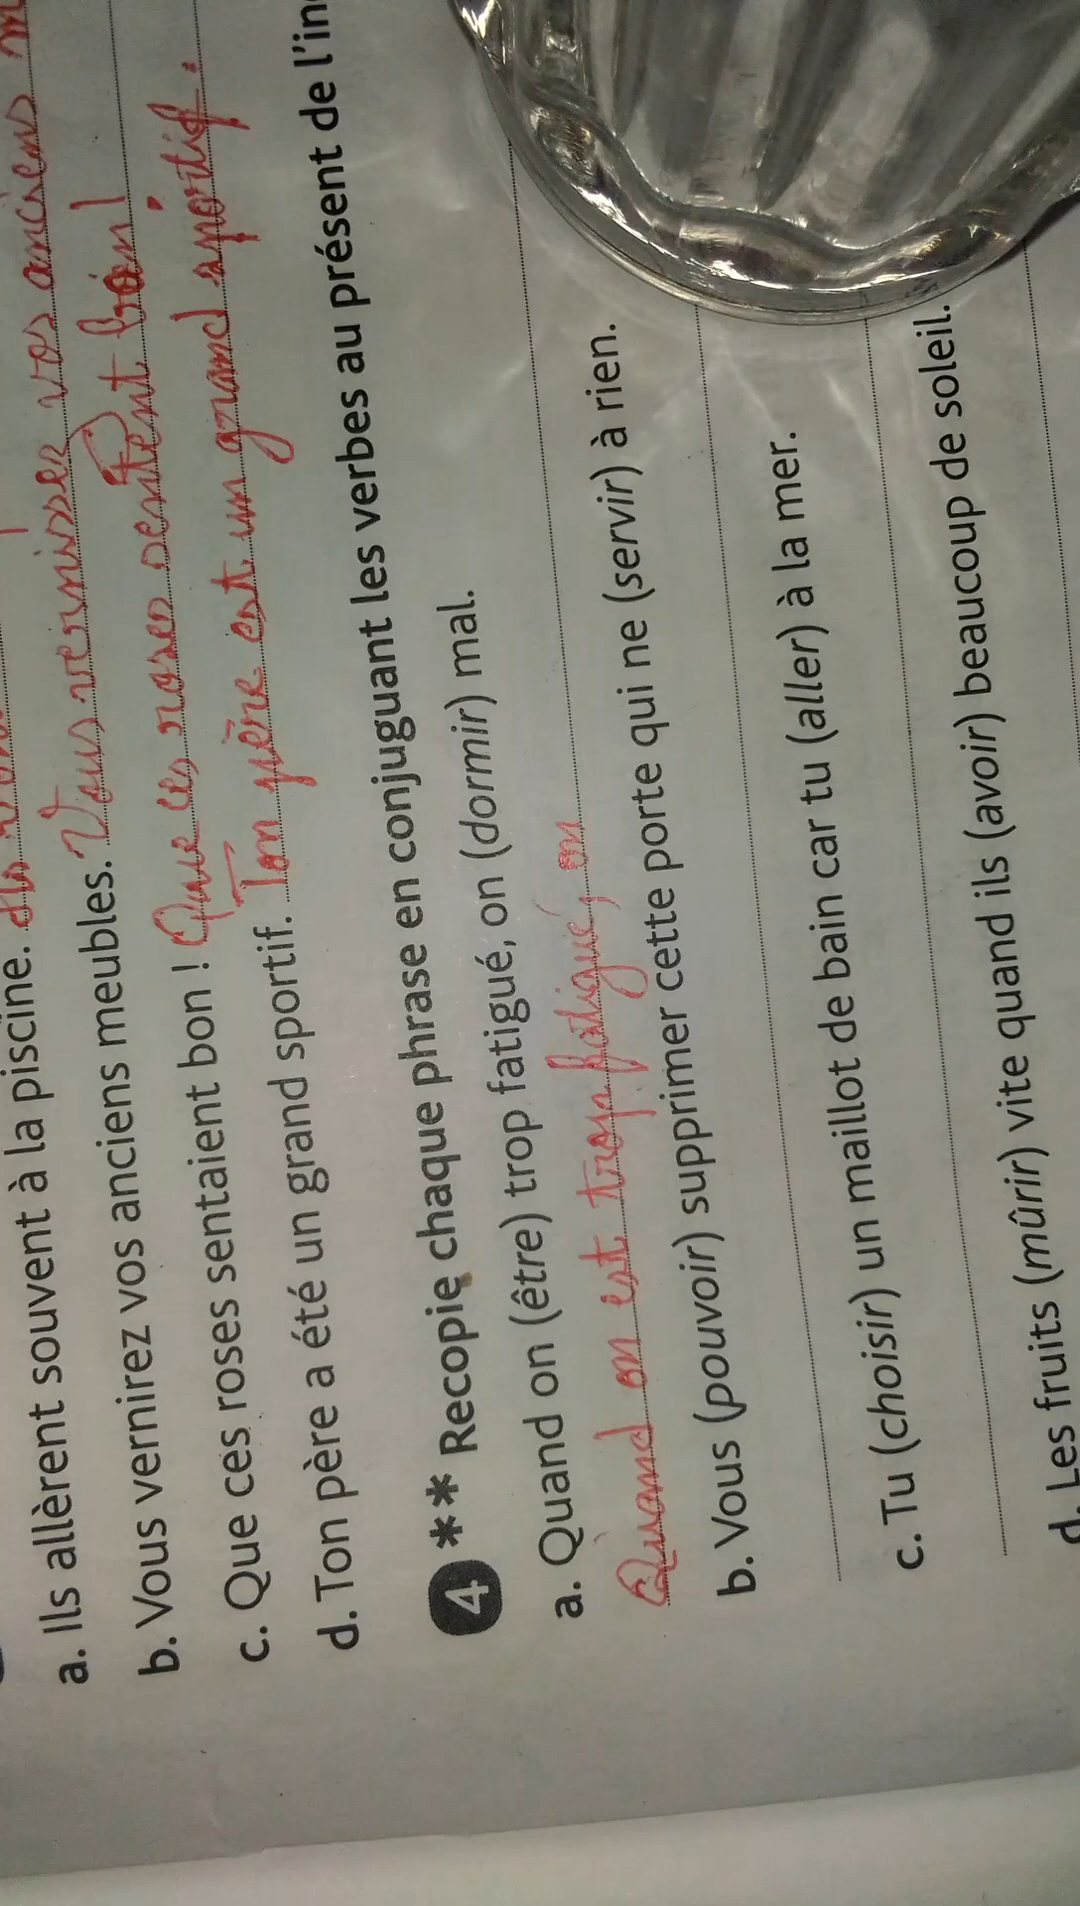 a. Ils allèrent souvent à la piscine.
b. Vous vernirez vos anciens meubles. Vous vernisser vos anciens
c. Que ces roses sentaient bon ! Que ces roses sentent bon !
d. Ton père a été un grand sportif. Ton père est un grand sportif.
4 ** Recopie chaque phrase en conjuguant les verbes au présent de l'in
a. Quand on (être) trop fatigué, on (dormir) mal.
Quand on est trop fatigué, on
b. Vous (pouvoir) supprimer cette porte qui ne (servir) à rien.
c. Tu (choisir) un maillot de bain car tu (aller) à la mer.
d. Les fruits (mûrir) vite quand ils (avoir) beaucoup de soleil.